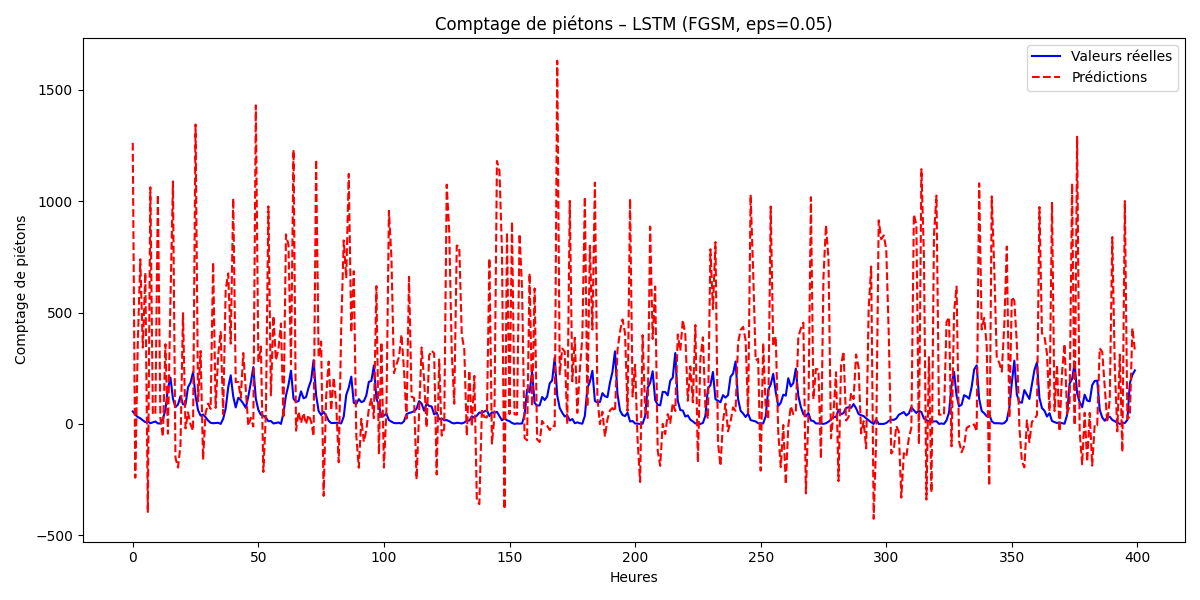 Comptage de piétons – LSTM (FGSM, eps=0.05)
Valeurs réelles
Prédictions
Comptage de piétons
1500
1000
500
0
−500
0 50 100 150 200 250 300 350 400
Heures